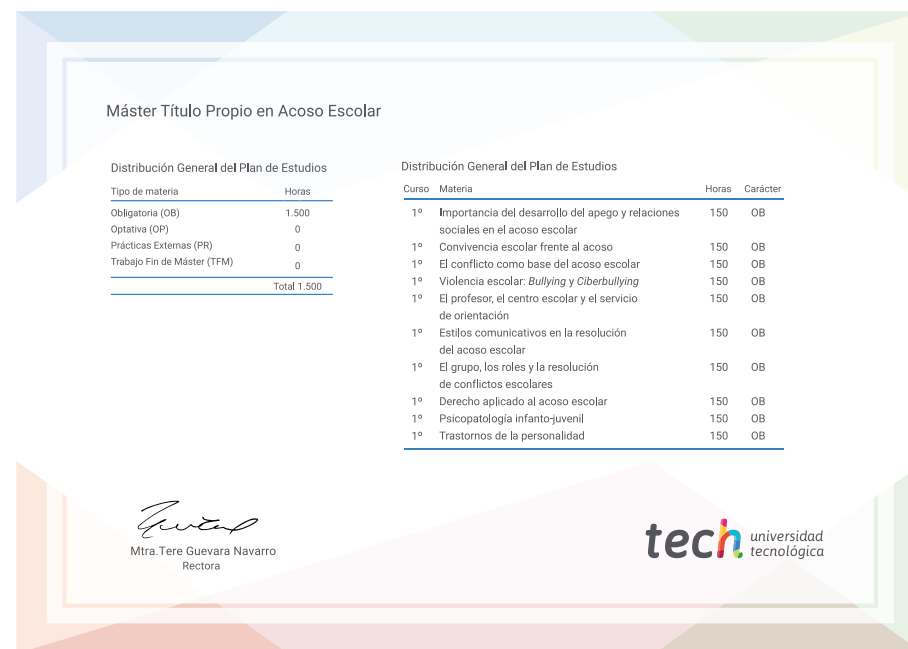 Máster Título Propio en Acoso Escolar
Distribución General del Plan de Estudios
Tipo de materia Horas
Obligatoria (OB) 1.500
Optativa (OP) 0
Prácticas Externas (PR) 0
Trabajo Fin de Máster (TFM) 0
Total 1.500
Distribución General del Plan de Estudios
Curso Materia Horas Carácter
1º Importancia del desarrollo del apego y relaciones 150 OB
sociales en el acoso escolar
1º Convivencia escolar frente al acoso 150 OB
1º El conflicto como base del acoso escolar 150 OB
1º Violencia escolar: Bullying y Ciberbullying 150 OB
1º El profesor, el centro escolar y el servicio 150 OB
de orientación
1º Estilos comunicativos en la resolución 150 OB
del acoso escolar
1º El grupo, los roles y la resolución 150 OB
de conflictos escolares
1º Derecho aplicado al acoso escolar 150 OB
1º Psicopatología infanto-juvenil 150 OB
1º Trastornos de la personalidad 150 OB
Mtra.Tere Guevara Navarro
Rectora
tech universidad
tecnológica